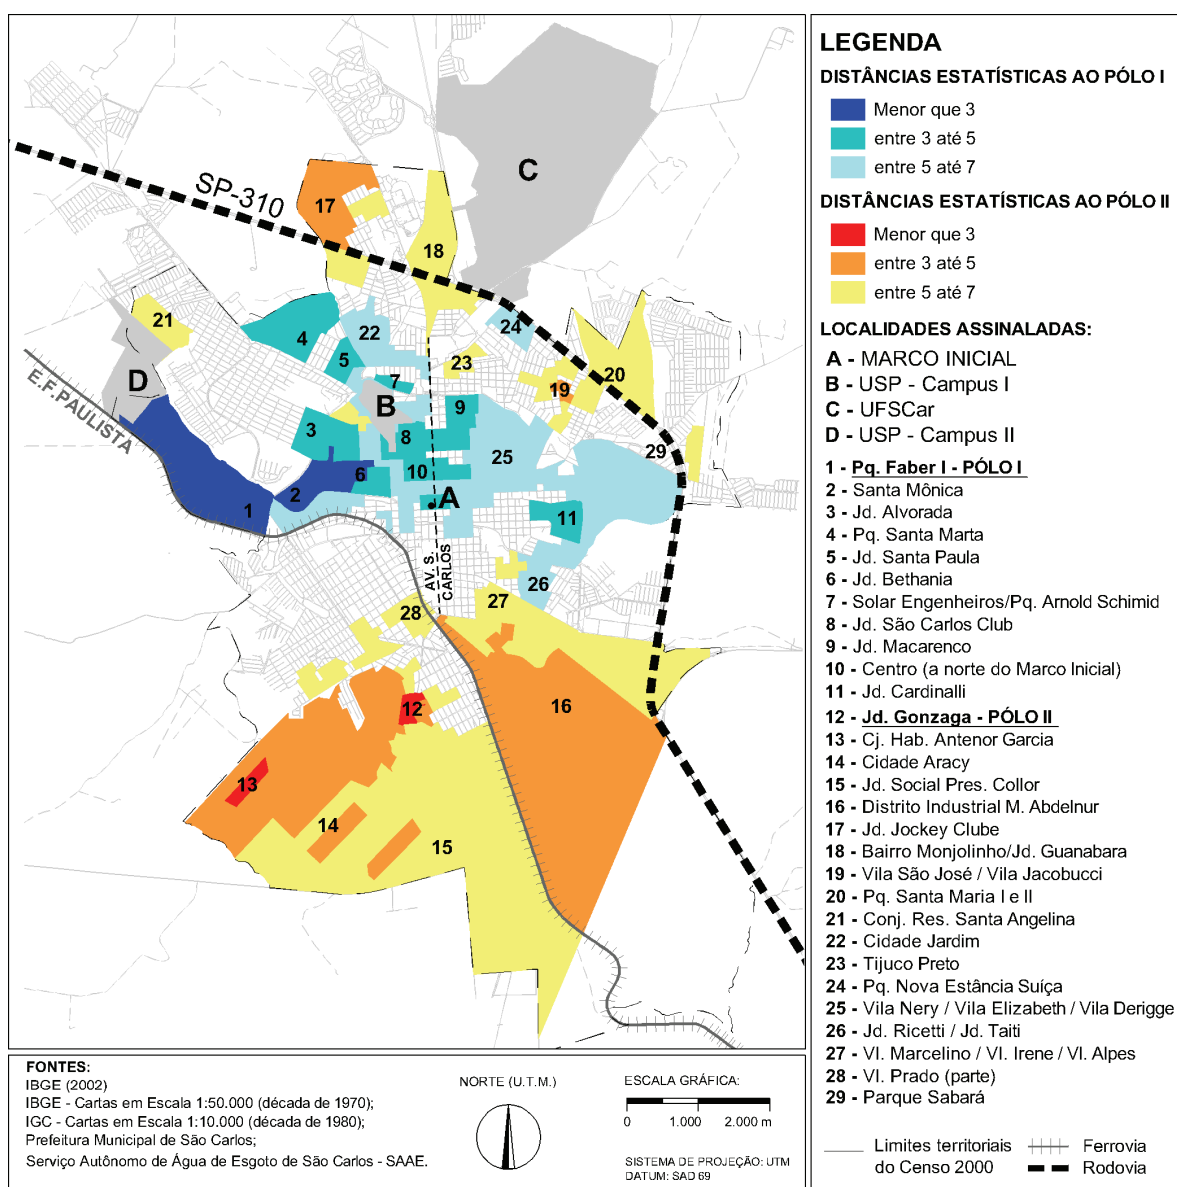 SP-310
E.F.PAULISTA
AV. S.
CARLOS
C
17
18
21
22
24
4
5
23
20
D
7
19
B
9
3
8
25
29
10
6
2
A
1
11
26
27
28
12
16
13
14
15
LEGENDA
DISTÂNCIAS ESTATÍSTICAS AO PÓLO I
Menor que 3
entre 3 até 5
entre 5 até 7
DISTÂNCIAS ESTATÍSTICAS AO PÓLO II
Menor que 3
entre 3 até 5
entre 5 até 7
LOCALIDADES ASSINALADAS:
A - MARCO INICIAL
B - USP - Campus I
C - UFSCar
D - USP - Campus II
1 - Pq. Faber I - PÓLO I
2 - Santa Mônica
3 - Jd. Alvorada
4 - Pq. Santa Marta
5 - Jd. Santa Paula
6 - Jd. Bethania
7 - Solar Engenheiros/Pq. Arnold Schimid
8 - Jd. São Carlos Club
9 - Jd. Macarenco
10 - Centro (a norte do Marco Inicial)
11 - Jd. Cardinalli
12 - Jd. Gonzaga - PÓLO II
13 - Cj. Hab. Antenor Garcia
14 - Cidade Aracy
15 - Jd. Social Pres. Collor
16 - Distrito Industrial M. Abdelnur
17 - Jd. Jockey Clube
18 - Bairro Monjolinho/Jd. Guanabara
19 - Vila São José / Vila Jacobucci
20 - Pq. Santa Maria I e II
21 - Conj. Res. Santa Angelina
22 - Cidade Jardim
23 - Tijuco Preto
24 - Pq. Nova Estância Suíça
25 - Vila Nery / Vila Elizabeth / Vila Derigge
26 - Jd. Ricetti / Jd. Taiti
27 - Vl. Marcelino / Vl. Irene / Vl. Alpes
28 - Vl. Prado (parte)
29 - Parque Sabará
Limites territoriais
do Censo 2000
Ferrovia
Rodovia
FONTES:
IBGE (2002)
IBGE - Cartas em Escala 1:50.000 (década de 1970);
IGC - Cartas em Escala 1:10.000 (década de 1980);
Prefeitura Municipal de São Carlos;
Serviço Autônomo de Água de Esgoto de São Carlos - SAAE.
NORTE (U.T.M.)
ESCALA GRÁFICA:
0 1.000 2.000 m
SISTEMA DE PROJEÇÃO: UTM
DATUM: SAD 69